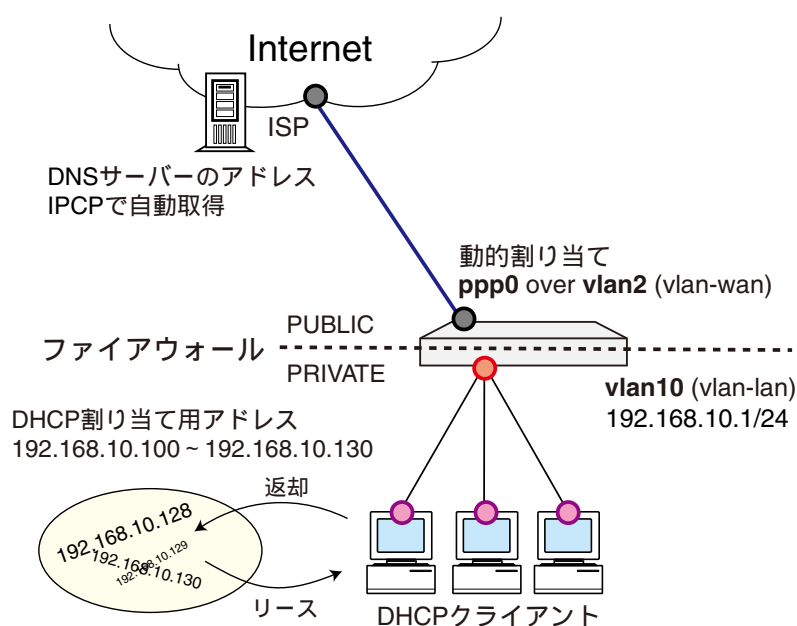 Internet
ISP
DNSサーバーのアドレス
IPCPで自動取得
動的割り当て
ppp0 over vlan2 (vlan-wan)
PUBLIC
ファイアウォール
PRIVATE
vlan10 (vlan-lan)
192.168.10.1/24
DHCP割り当て用アドレス
192.168.10.100 ~ 192.168.10.130
返却
192.168.10.128
192.168.10.129
192.168.10.130
リース
DHCPクライアント